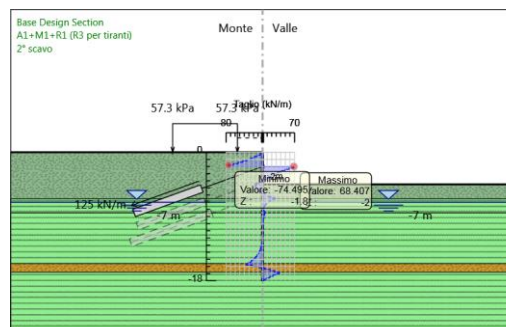 Base Design Section
A1+M1+R1 (R3 per tiranti)
2° scavo
Monte
Valle
57.3 kPa
57.3 kPa
Taglio (kN/m)
80
70
0
-2m
Minimo
Valore: -74.495
Z : -1.8
Massimo
Valore: 68.407
: -2
125 kN/m
-7 m
-7 m
-18